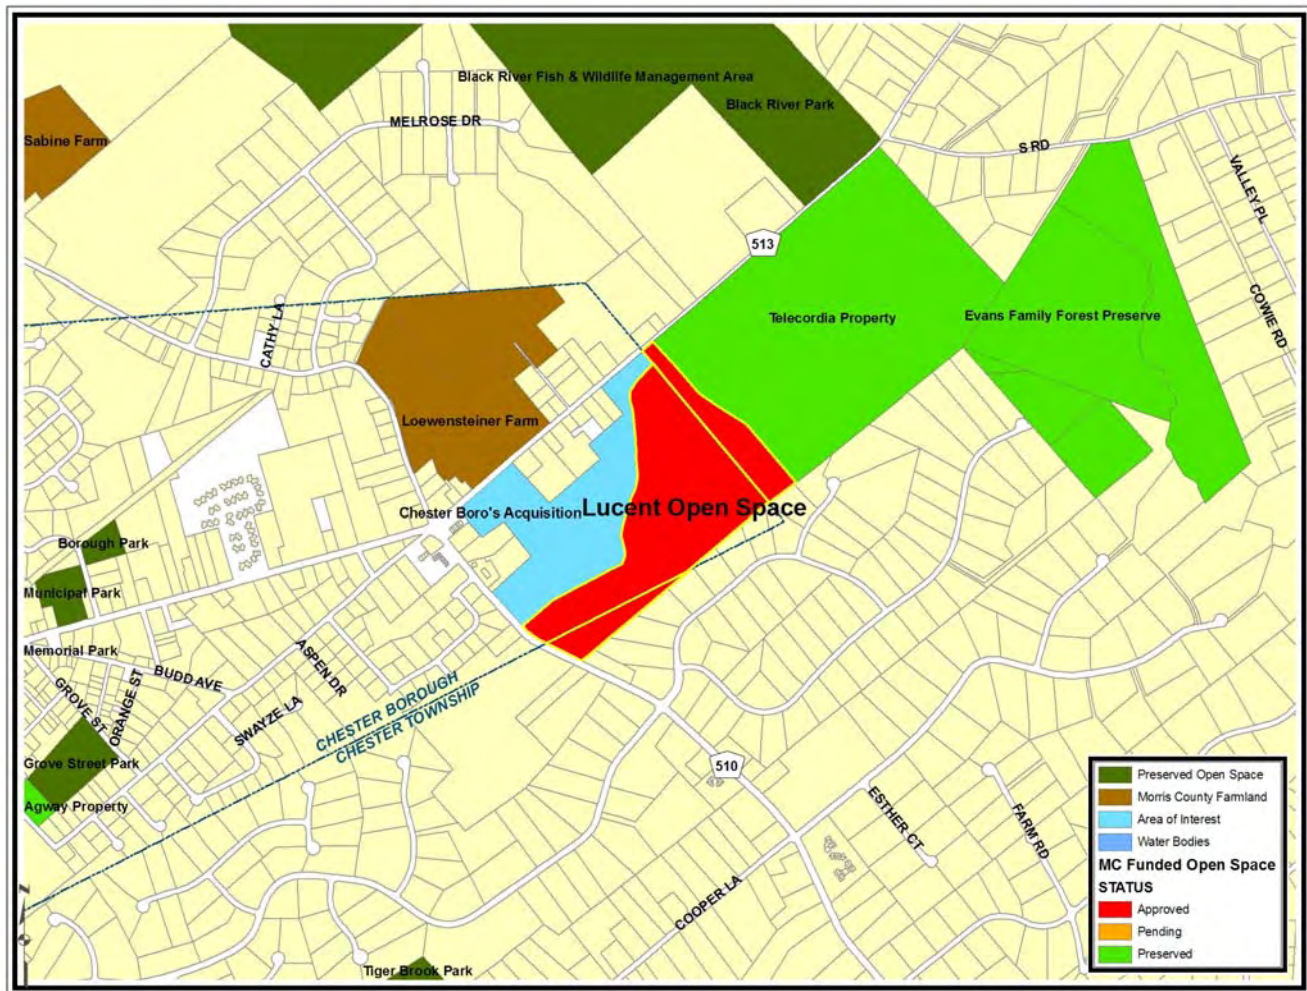 Black River Fish & Wildlife Management Area
Black River Park
MELROSE DR
Sabine Farm
S RD
VALLEY PL
513
COWIE RD
Telecordia Property
Evans Family Forest Preserve
CATHY LA
Loewensteiner Farm
Chester Boro's Acquisition
Lucent Open Space
Borough Park
Municipal Park
Memorial Park
BUDD AVE
GROVE ST
ORANGE ST
ASPEN DR
SWAYZE LA
CHESTER BOROUGH
CHESTER TOWNSHIP
Grove Street Park
Agway Property
510
ESTHER CT
FARM RD
COOPER LA
Tiger Brook Park
Z
Preserved Open Space
Morris County Farmland
Area of Interest
Water Bodies
MC Funded Open Space
STATUS
Approved
Pending
Preserved